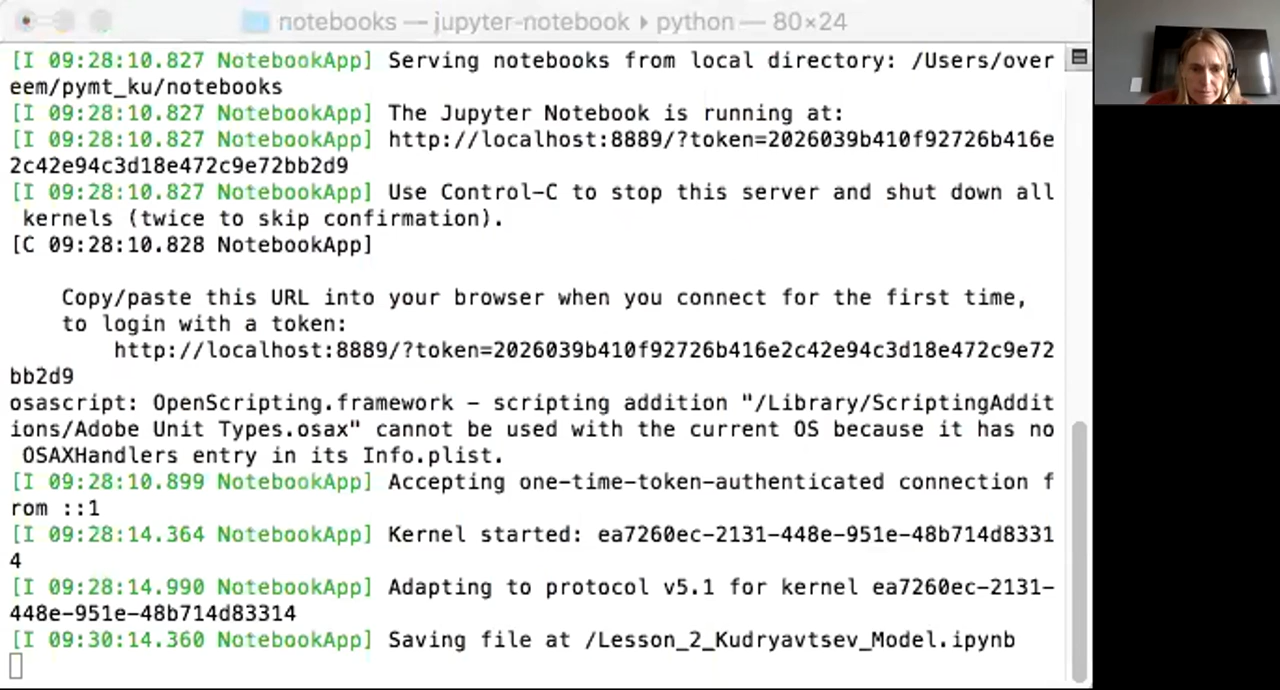 notebooks — jupyter-notebook ▸ python — 80×24
[I 09:28:10.827 NotebookApp] Serving notebooks from local directory: /Users/over
eem/pymt_ku/notebooks
[I 09:28:10.827 NotebookApp] The Jupyter Notebook is running at:
[I 09:28:10.827 NotebookApp] http://localhost:8889/?token=2026039b410f92726b416e
2c42e94c3d18e472c9e72bb2d9
[I 09:28:10.827 NotebookApp] Use Control-C to stop this server and shut down all
 kernels (twice to skip confirmation).
[C 09:28:10.828 NotebookApp]
Copy/paste this URL into your browser when you connect for the first time,
to login with a token:
http://localhost:8889/?token=2026039b410f92726b416e2c42e94c3d18e472c9e72
bb2d9
osascript: OpenScripting.framework - scripting addition "/Library/ScriptingAddit
ions/Adobe Unit Types.osax" cannot be used with the current OS because it has no
 OSAXHandlers entry in its Info.plist.
[I 09:28:10.899 NotebookApp] Accepting one-time-token-authenticated connection f
rom ::1
[I 09:28:14.364 NotebookApp] Kernel started: ea7260ec-2131-448e-951e-48b714d8331
4
[I 09:28:14.990 NotebookApp] Adapting to protocol v5.1 for kernel ea7260ec-2131-
448e-951e-48b714d83314
[I 09:30:14.360 NotebookApp] Saving file at /Lesson_2_Kudryavtsev_Model.ipynb